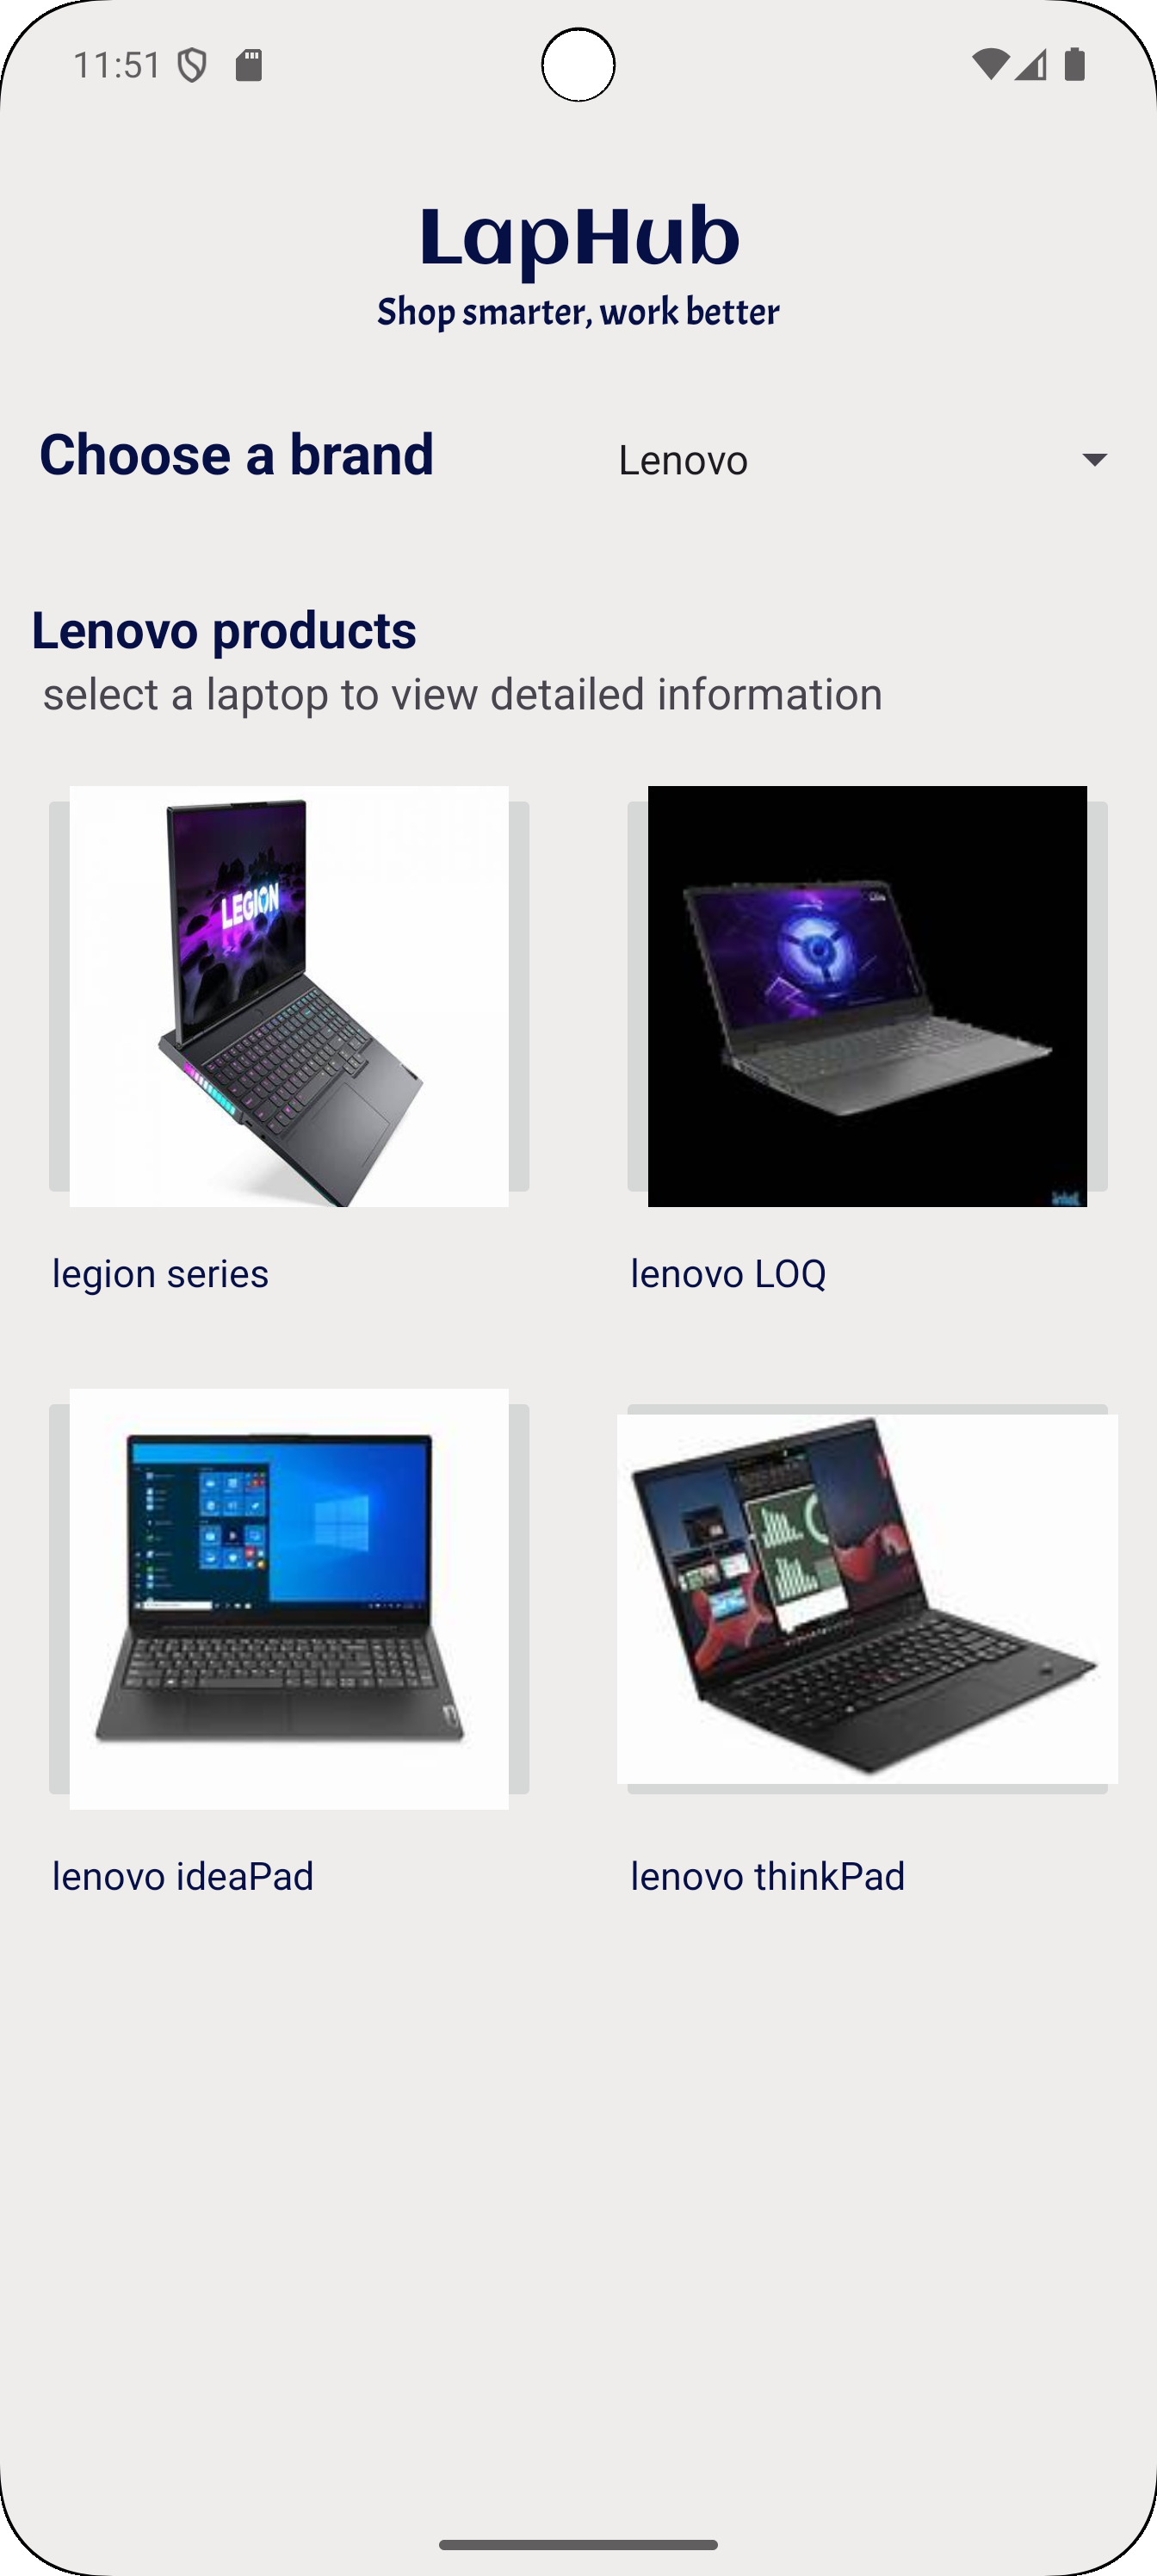 11:51
LapHub
Shop smarter, work better
Choose a brand
Lenovo
Lenovo products
select a laptop to view detailed information
LEGION
intel
legion series
lenovo LOQ
lenovo ideaPad
lenovo thinkPad